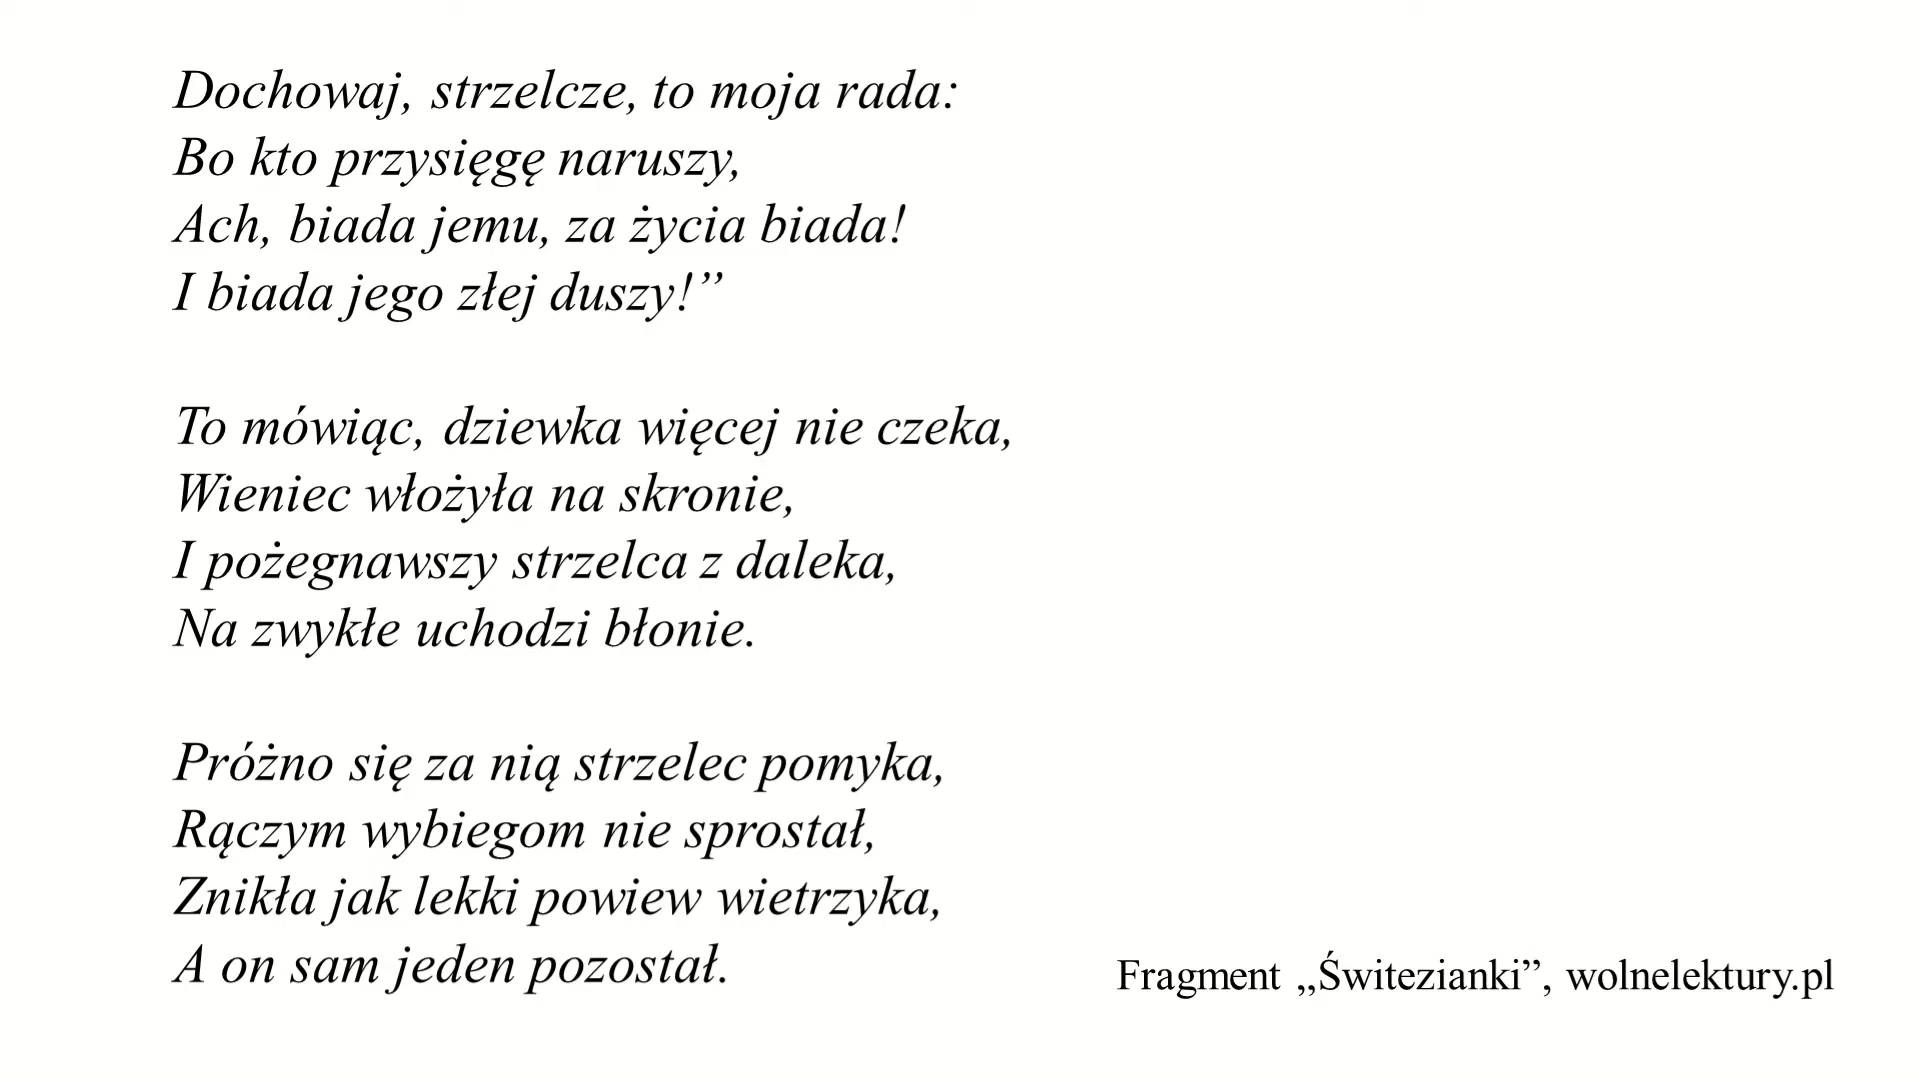 Dochowaj, strzelcze, to moja rada:
Bo kto przysięgę naruszy,
Ach, biada jemu, za życia biada!
I biada jego złej duszy!”
To mówiąc, dziewka więcej nie czeka,
Wieniec włożyła na skronie,
I pożegnawszy strzelca z daleka,
Na zwykłe uchodzi błonie.
Próżno się za nią strzelec pomyka,
Rączym wybiegom nie sprostał,
Znikła jak lekki powiew wietrzyka,
A on sam jeden pozostał.
Fragment „Świtezianki”, wolnelektury.pl